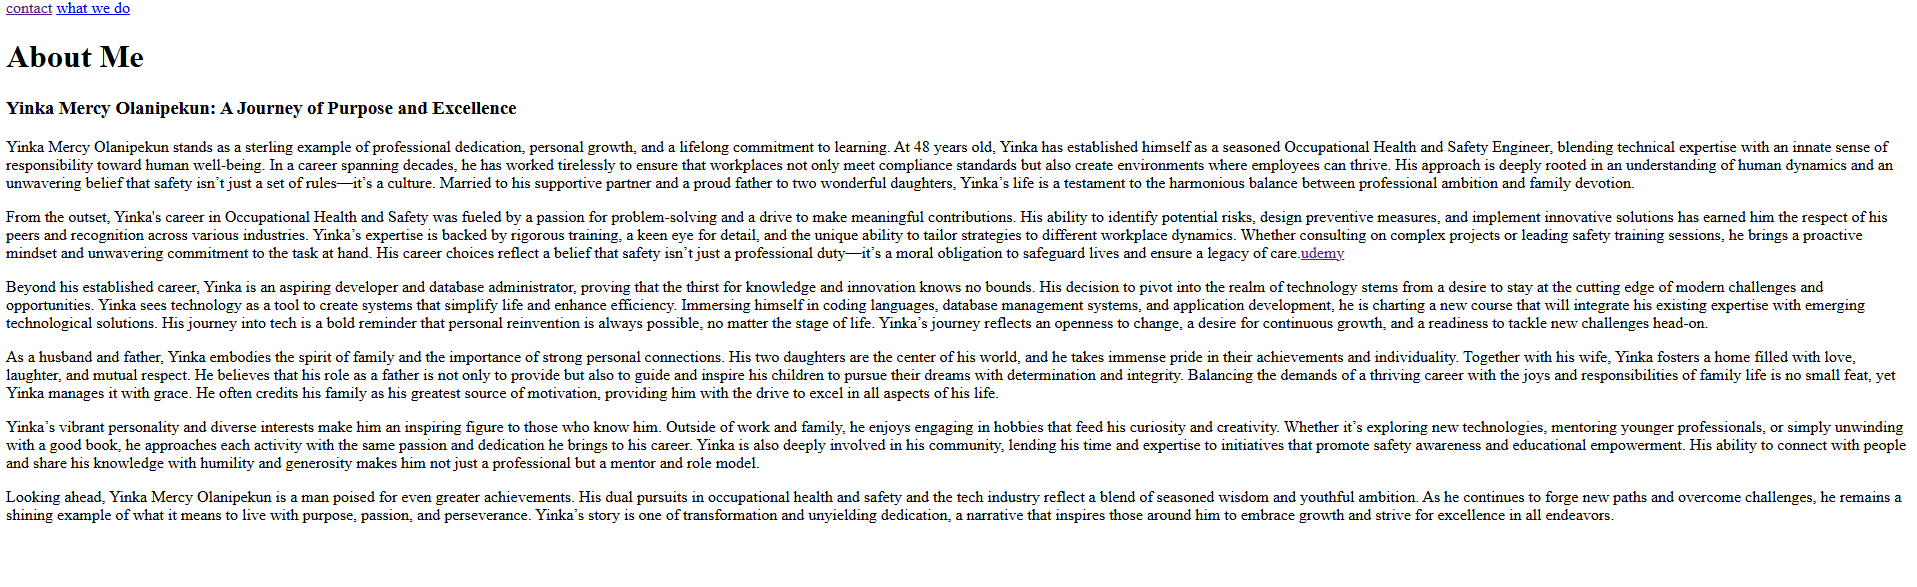 contact what we do
About Me
Yinka Mercy Olanipekun: A Journey of Purpose and Excellence
Yinka Mercy Olanipekun stands as a sterling example of professional dedication, personal growth, and a lifelong commitment to learning. At 48 years old, Yinka has established himself as a seasoned Occupational Health and Safety Engineer, blending technical expertise with an innate sense of
responsibility toward human well-being. In a career spanning decades, he has worked tirelessly to ensure that workplaces not only meet compliance standards but also create environments where employees can thrive. His approach is deeply rooted in an understanding of human dynamics and an
unwavering belief that safety isn’t just a set of rules—it’s a culture. Married to his supportive partner and a proud father to two wonderful daughters, Yinka’s life is a testament to the harmonious balance between professional ambition and family devotion.
From the outset, Yinka's career in Occupational Health and Safety was fueled by a passion for problem-solving and a drive to make meaningful contributions. His ability to identify potential risks, design preventive measures, and implement innovative solutions has earned him the respect of his
peers and recognition across various industries. Yinka’s expertise is backed by rigorous training, a keen eye for detail, and the unique ability to tailor strategies to different workplace dynamics. Whether consulting on complex projects or leading safety training sessions, he brings a proactive
mindset and unwavering commitment to the task at hand. His career choices reflect a belief that safety isn’t just a professional duty—it’s a moral obligation to safeguard lives and ensure a legacy of care.udemy
Beyond his established career, Yinka is an aspiring developer and database administrator, proving that the thirst for knowledge and innovation knows no bounds. His decision to pivot into the realm of technology stems from a desire to stay at the cutting edge of modern challenges and
opportunities. Yinka sees technology as a tool to create systems that simplify life and enhance efficiency. Immersing himself in coding languages, database management systems, and application development, he is charting a new course that will integrate his existing expertise with emerging
technological solutions. His journey into tech is a bold reminder that personal reinvention is always possible, no matter the stage of life. Yinka’s journey reflects an openness to change, a desire for continuous growth, and a readiness to tackle new challenges head-on.
As a husband and father, Yinka embodies the spirit of family and the importance of strong personal connections. His two daughters are the center of his world, and he takes immense pride in their achievements and individuality. Together with his wife, Yinka fosters a home filled with love,
laughter, and mutual respect. He believes that his role as a father is not only to provide but also to guide and inspire his children to pursue their dreams with determination and integrity. Balancing the demands of a thriving career with the joys and responsibilities of family life is no small feat, yet
Yinka manages it with grace. He often credits his family as his greatest source of motivation, providing him with the drive to excel in all aspects of his life.
Yinka’s vibrant personality and diverse interests make him an inspiring figure to those who know him. Outside of work and family, he enjoys engaging in hobbies that feed his curiosity and creativity. Whether it’s exploring new technologies, mentoring younger professionals, or simply unwinding
with a good book, he approaches each activity with the same passion and dedication he brings to his career. Yinka is also deeply involved in his community, lending his time and expertise to initiatives that promote safety awareness and educational empowerment. His ability to connect with people
and share his knowledge with humility and generosity makes him not just a professional but a mentor and role model.
Looking ahead, Yinka Mercy Olanipekun is a man poised for even greater achievements. His dual pursuits in occupational health and safety and the tech industry reflect a blend of seasoned wisdom and youthful ambition. As he continues to forge new paths and overcome challenges, he remains a
shining example of what it means to live with purpose, passion, and perseverance. Yinka’s story is one of transformation and unyielding dedication, a narrative that inspires those around him to embrace growth and strive for excellence in all endeavors.